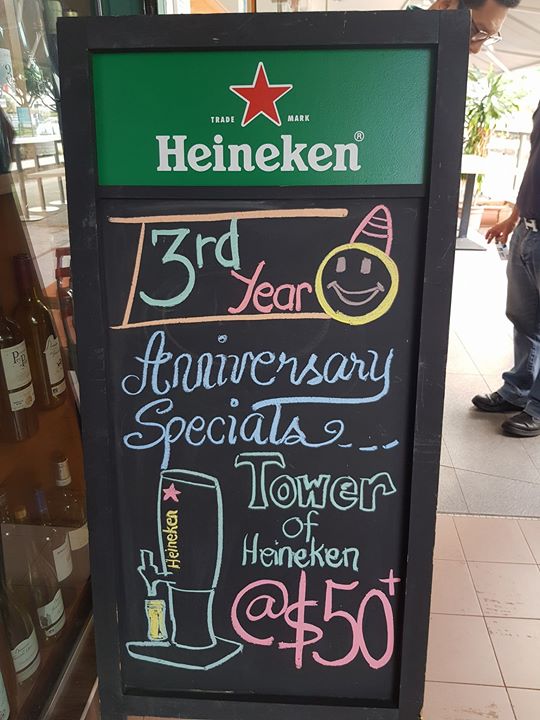 TRADE MARK
Heineken®
3rd
Year
Anniversary
Specials...
Tower
of
Heineken
@$50+
Heineken